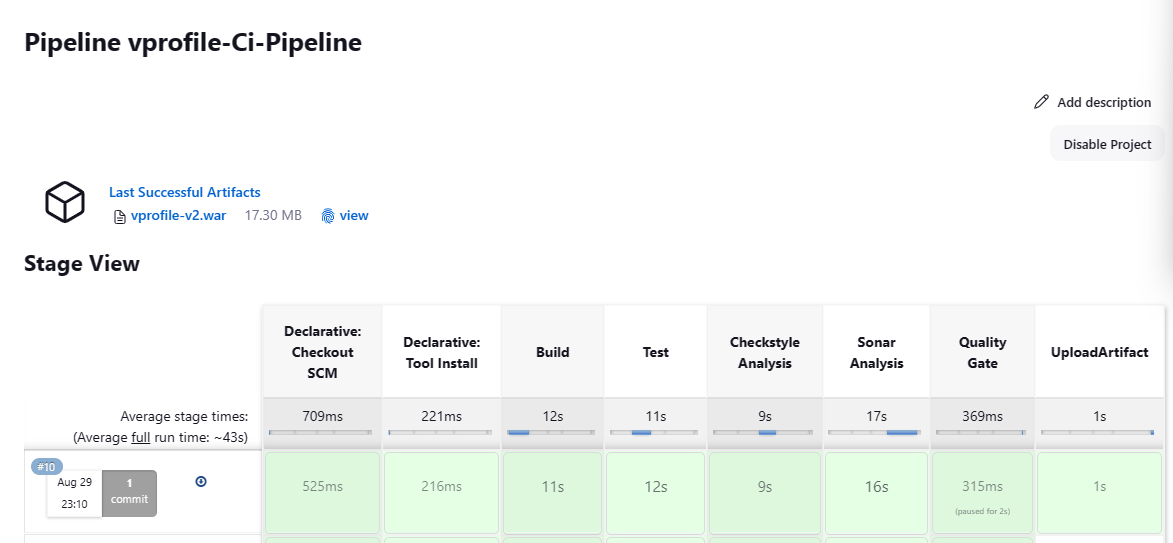 Pipeline vprofile-Ci-Pipeline
Add description
Disable Project
Last Successful Artifacts
vprofile-v2.war 17.30 MB view
Stage View
Declarative:
Checkout
SCM
Declarative:
Tool Install
Build
Test
Checkstyle
Analysis
Sonar
Analysis
Quality
Gate
UploadArtifact
Average stage times:
(Average full run time: ~43s)
709ms 221ms 12s 11s 9s 17s 369ms 1s
#10
Aug 29
23:10
1
commit
525ms 216ms 11s 12s 9s 16s 315ms 1s
(paused for 2s)